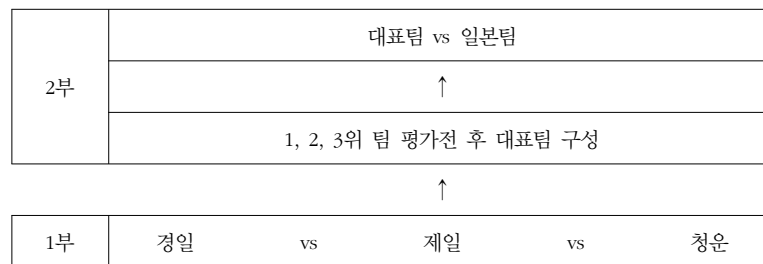 대표팀 vs 일본팀
2부
↑
1, 2, 3위 팀 평가전 후 대표팀 구성
↑
1부 경일 vs 제일 vs 청운